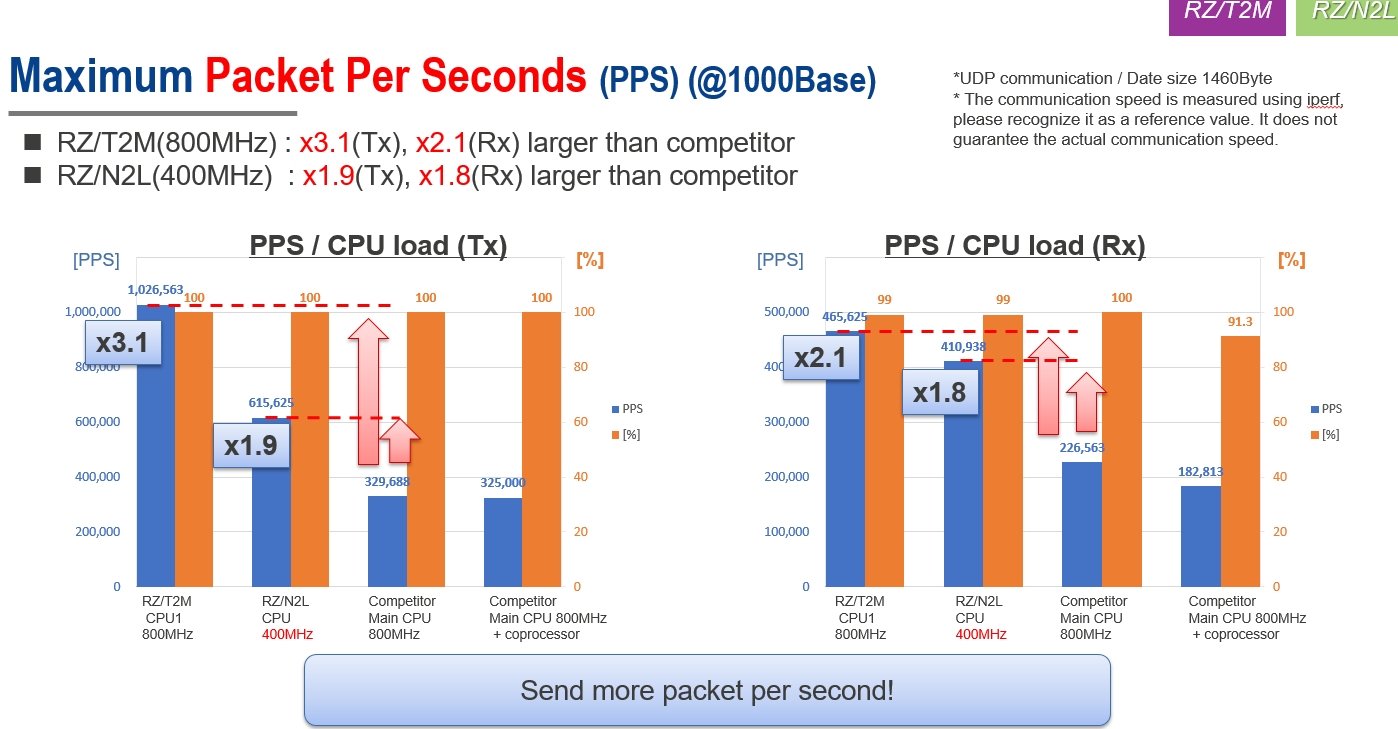 RZ/T2M
RZ/N2L
Maximum Packet Per Seconds (PPS) (@1000Base)
*UDP communication / Date size 1460Byte
* The communication speed is measured using iperf,
please recognize it as a reference value. It does not
guarantee the actual communication speed.
■ RZ/T2M(800MHz) : x3.1(Tx), x2.1(Rx) larger than competitor
■ RZ/N2L(400MHz) : x1.9(Tx), x1.8(Rx) larger than competitor
PPS / CPU load (Tx)
[PPS]
[%]
1,026,563
100
100
100
100
1,000,000
100
x3.1
800,000
80
615,625
600,000
60
x1.9
PPS
[%]
329,688
325,000
400,000
40
200,000
20
0
0
RZ/T2M
CPU1
800MHz
RZ/N2L
CPU
400MHz
Competitor
Main CPU
800MHz
Competitor
Main CPU 800MHz
+ coprocessor
PPS / CPU load (Rx)
[PPS]
[%]
99
99
100
91.3
500,000
100
465,625
410,938
x2.1
400
80
x1.8
300,000
60
PPS
[%]
226,563
182,813
200,000
40
100,000
20
0
0
RZ/T2M
CPU1
800MHz
RZ/N2L
CPU
400MHz
Competitor
Main CPU
800MHz
Competitor
Main CPU 800MHz
+ coprocessor
Send more packet per second!